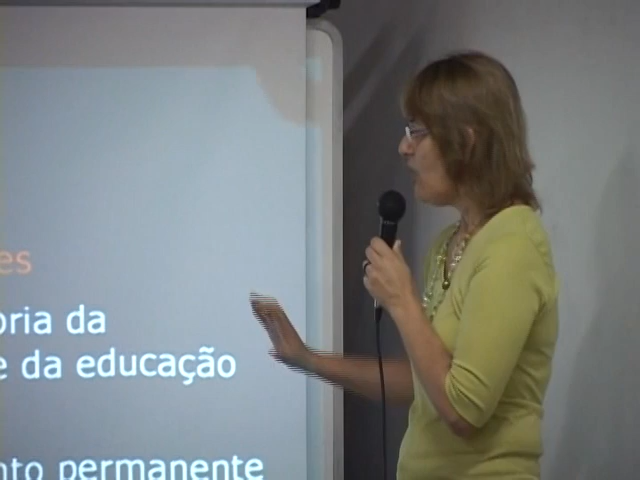 es
oria da
e da educação
nto permanente